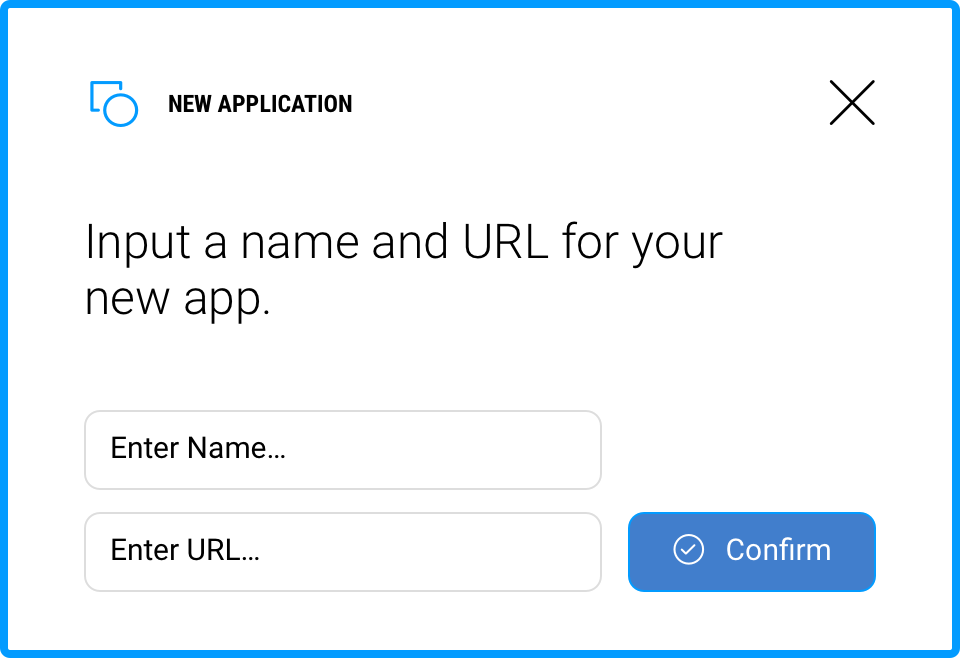 NEW APPLICATION
Input a name and URL for your
new app.
Enter Name...
Enter URL...
Confirm